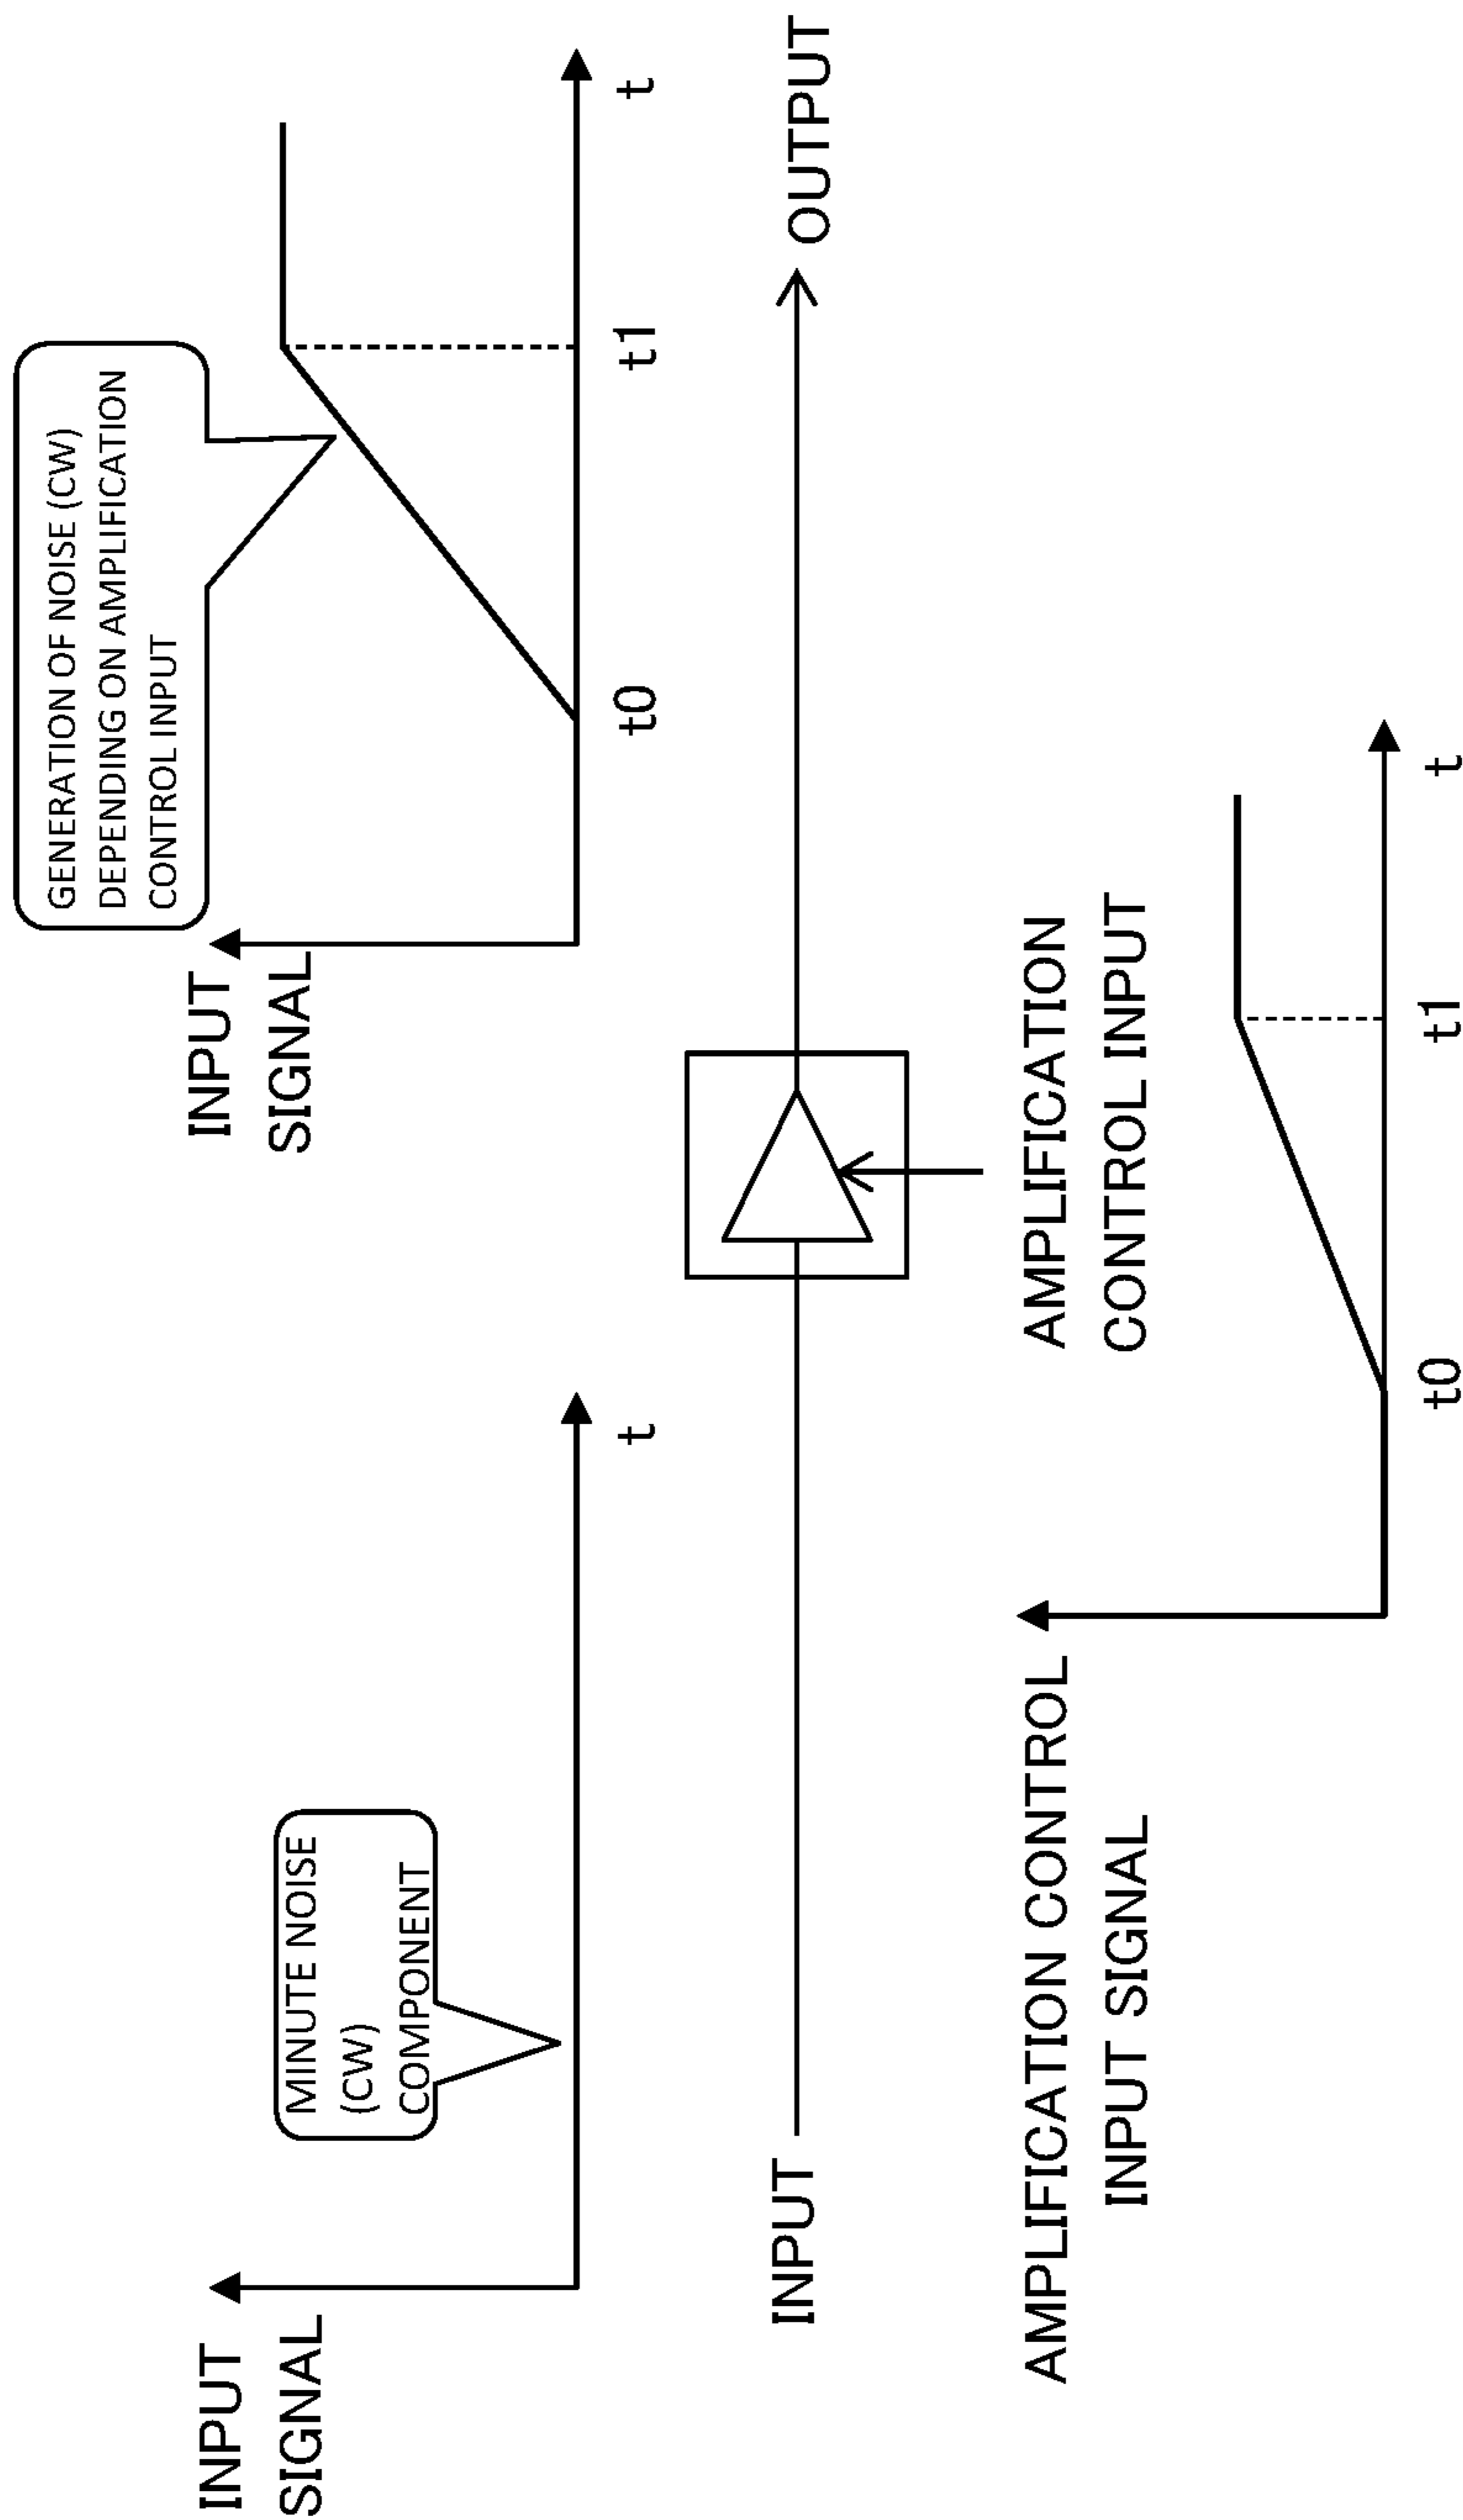 INPUT
SIGNAL
MINUTE NOISE
(CW)
COMPONENT
t
INPUT
SIGNAL
GENERATION OF NOISE (CW)
DEPENDING ON AMPLIFICATION
CONTROL INPUT
t0
t1
t
INPUT
OUTPUT
AMPLIFICATION
CONTROL INPUT
AMPLIFICATION CONTROL
INPUT SIGNAL
t0
t1
t